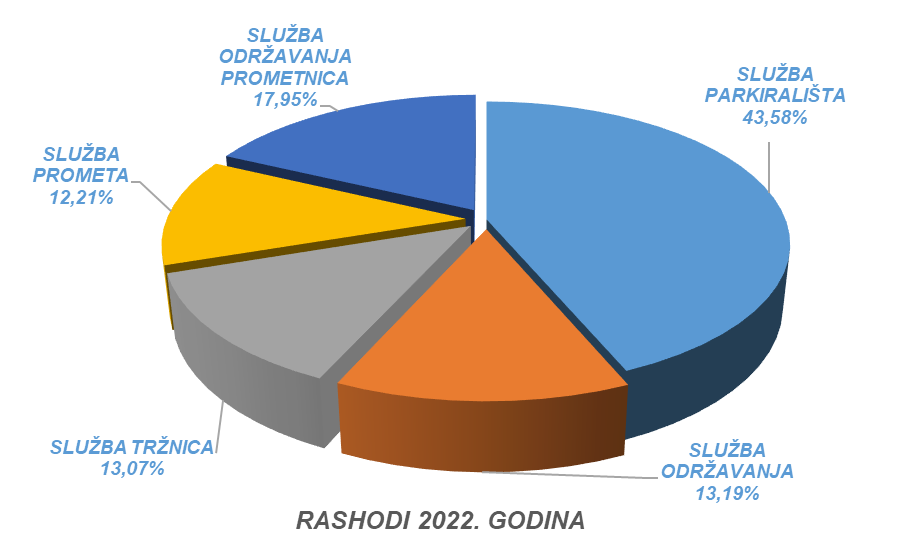 SLUŽBA
ODRŽAVANJA
PROMETNICA
17,95%
SLUŽBA
PARKIRALIŠTA
43,58%
SLUŽBA
PROMETA
12,21%
SLUŽBA TRŽNICA
13,07%
SLUŽBA
ODRŽAVANJA
13,19%
RASHODI 2022. GODINA